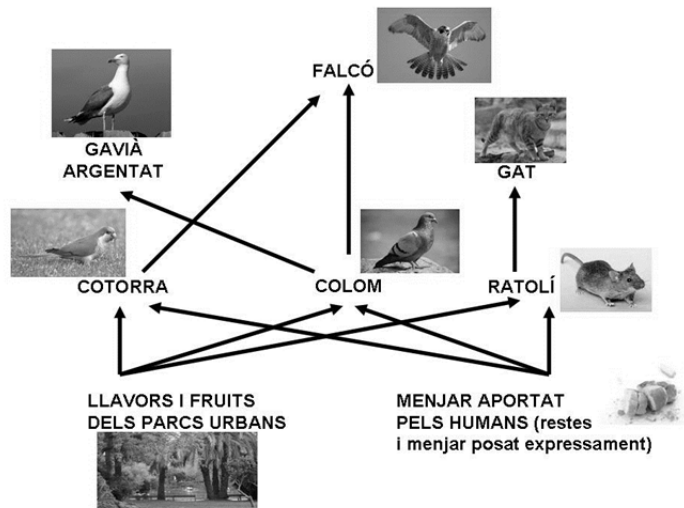 FALCÓ
GAVIÀ
ARGENTAT
GAT
COTORRA
COLOM
RATOLÍ
LLAVORS I FRUITS
DELS PARCS URBANS
MENJAR APORTAT
PELS HUMANS (restes
i menjar posat expressament)